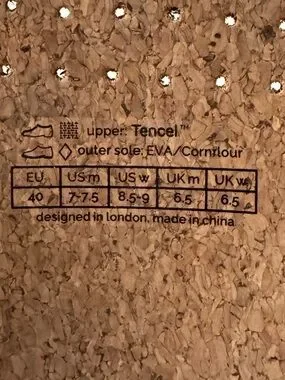 upper: Tencel™
outer sole: EVA/Cornflour
EU US m US w UK m UK w
40 7-7.5 8.5-9 6.5 6.5
designed in london. made in china